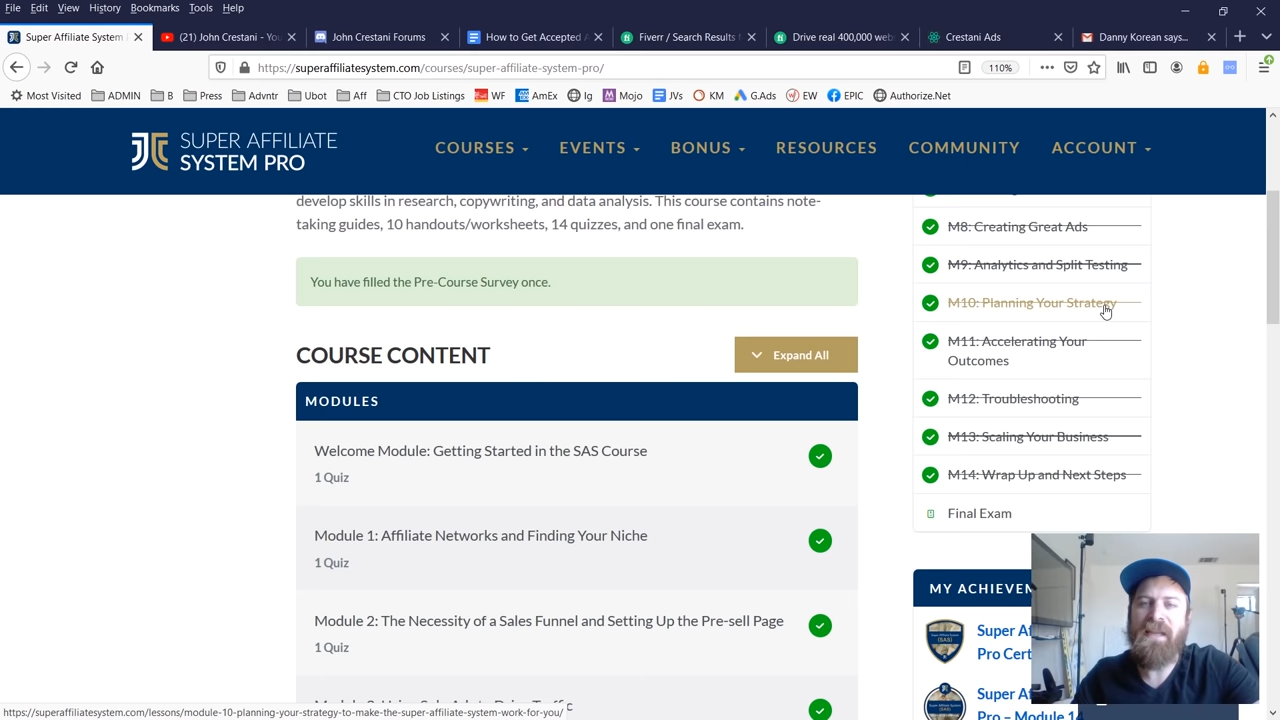 File Edit View History Bookmarks Tools Help
Super Affiliate System
(21) John Crestani - You
John Crestani Forums
How to Get Accepted
Fiverr / Search Results
Drive real 400,000 web
Crestani Ads
Danny Korean says...
https://superaffiliatesystem.com/courses/super-affiliate-system-pro/
110%
Most Visited ADMIN B Press Advntr Ubot Aff CTO Job Listings WF AmEx Ig Mojo JVs KM G.Ads EW EPIC Authorize.Net
SUPER AFFILIATE
SYSTEM PRO
COURSES EVENTS BONUS RESOURCES COMMUNITY ACCOUNT
develop skills in research, copywriting, and data analysis. This course contains note-
taking guides, 10 handouts/worksheets, 14 quizzes, and one final exam.
You have filled the Pre-Course Survey once.
COURSE CONTENT
Expand All
MODULES
Welcome Module: Getting Started in the SAS Course
1 Quiz
Module 1: Affiliate Networks and Finding Your Niche
1 Quiz
Module 2: The Necessity of a Sales Funnel and Setting Up the Pre-sell Page
1 Quiz
M8: Creating Great Ads
M9: Analytics and Split Testing
M10: Planning Your Strategy
M11: Accelerating Your
Outcomes
M12: Troubleshooting
M13: Scaling Your Business
M14: Wrap Up and Next Steps
Final Exam
MY ACHIEVEM
Super Af
Pro Cert
Super Af
Pro – Module 14
https://superaffiliatesystem.com/lessons/module-10-planning-your-strategy-to-make-the-super-affiliate-system-work-for-you/